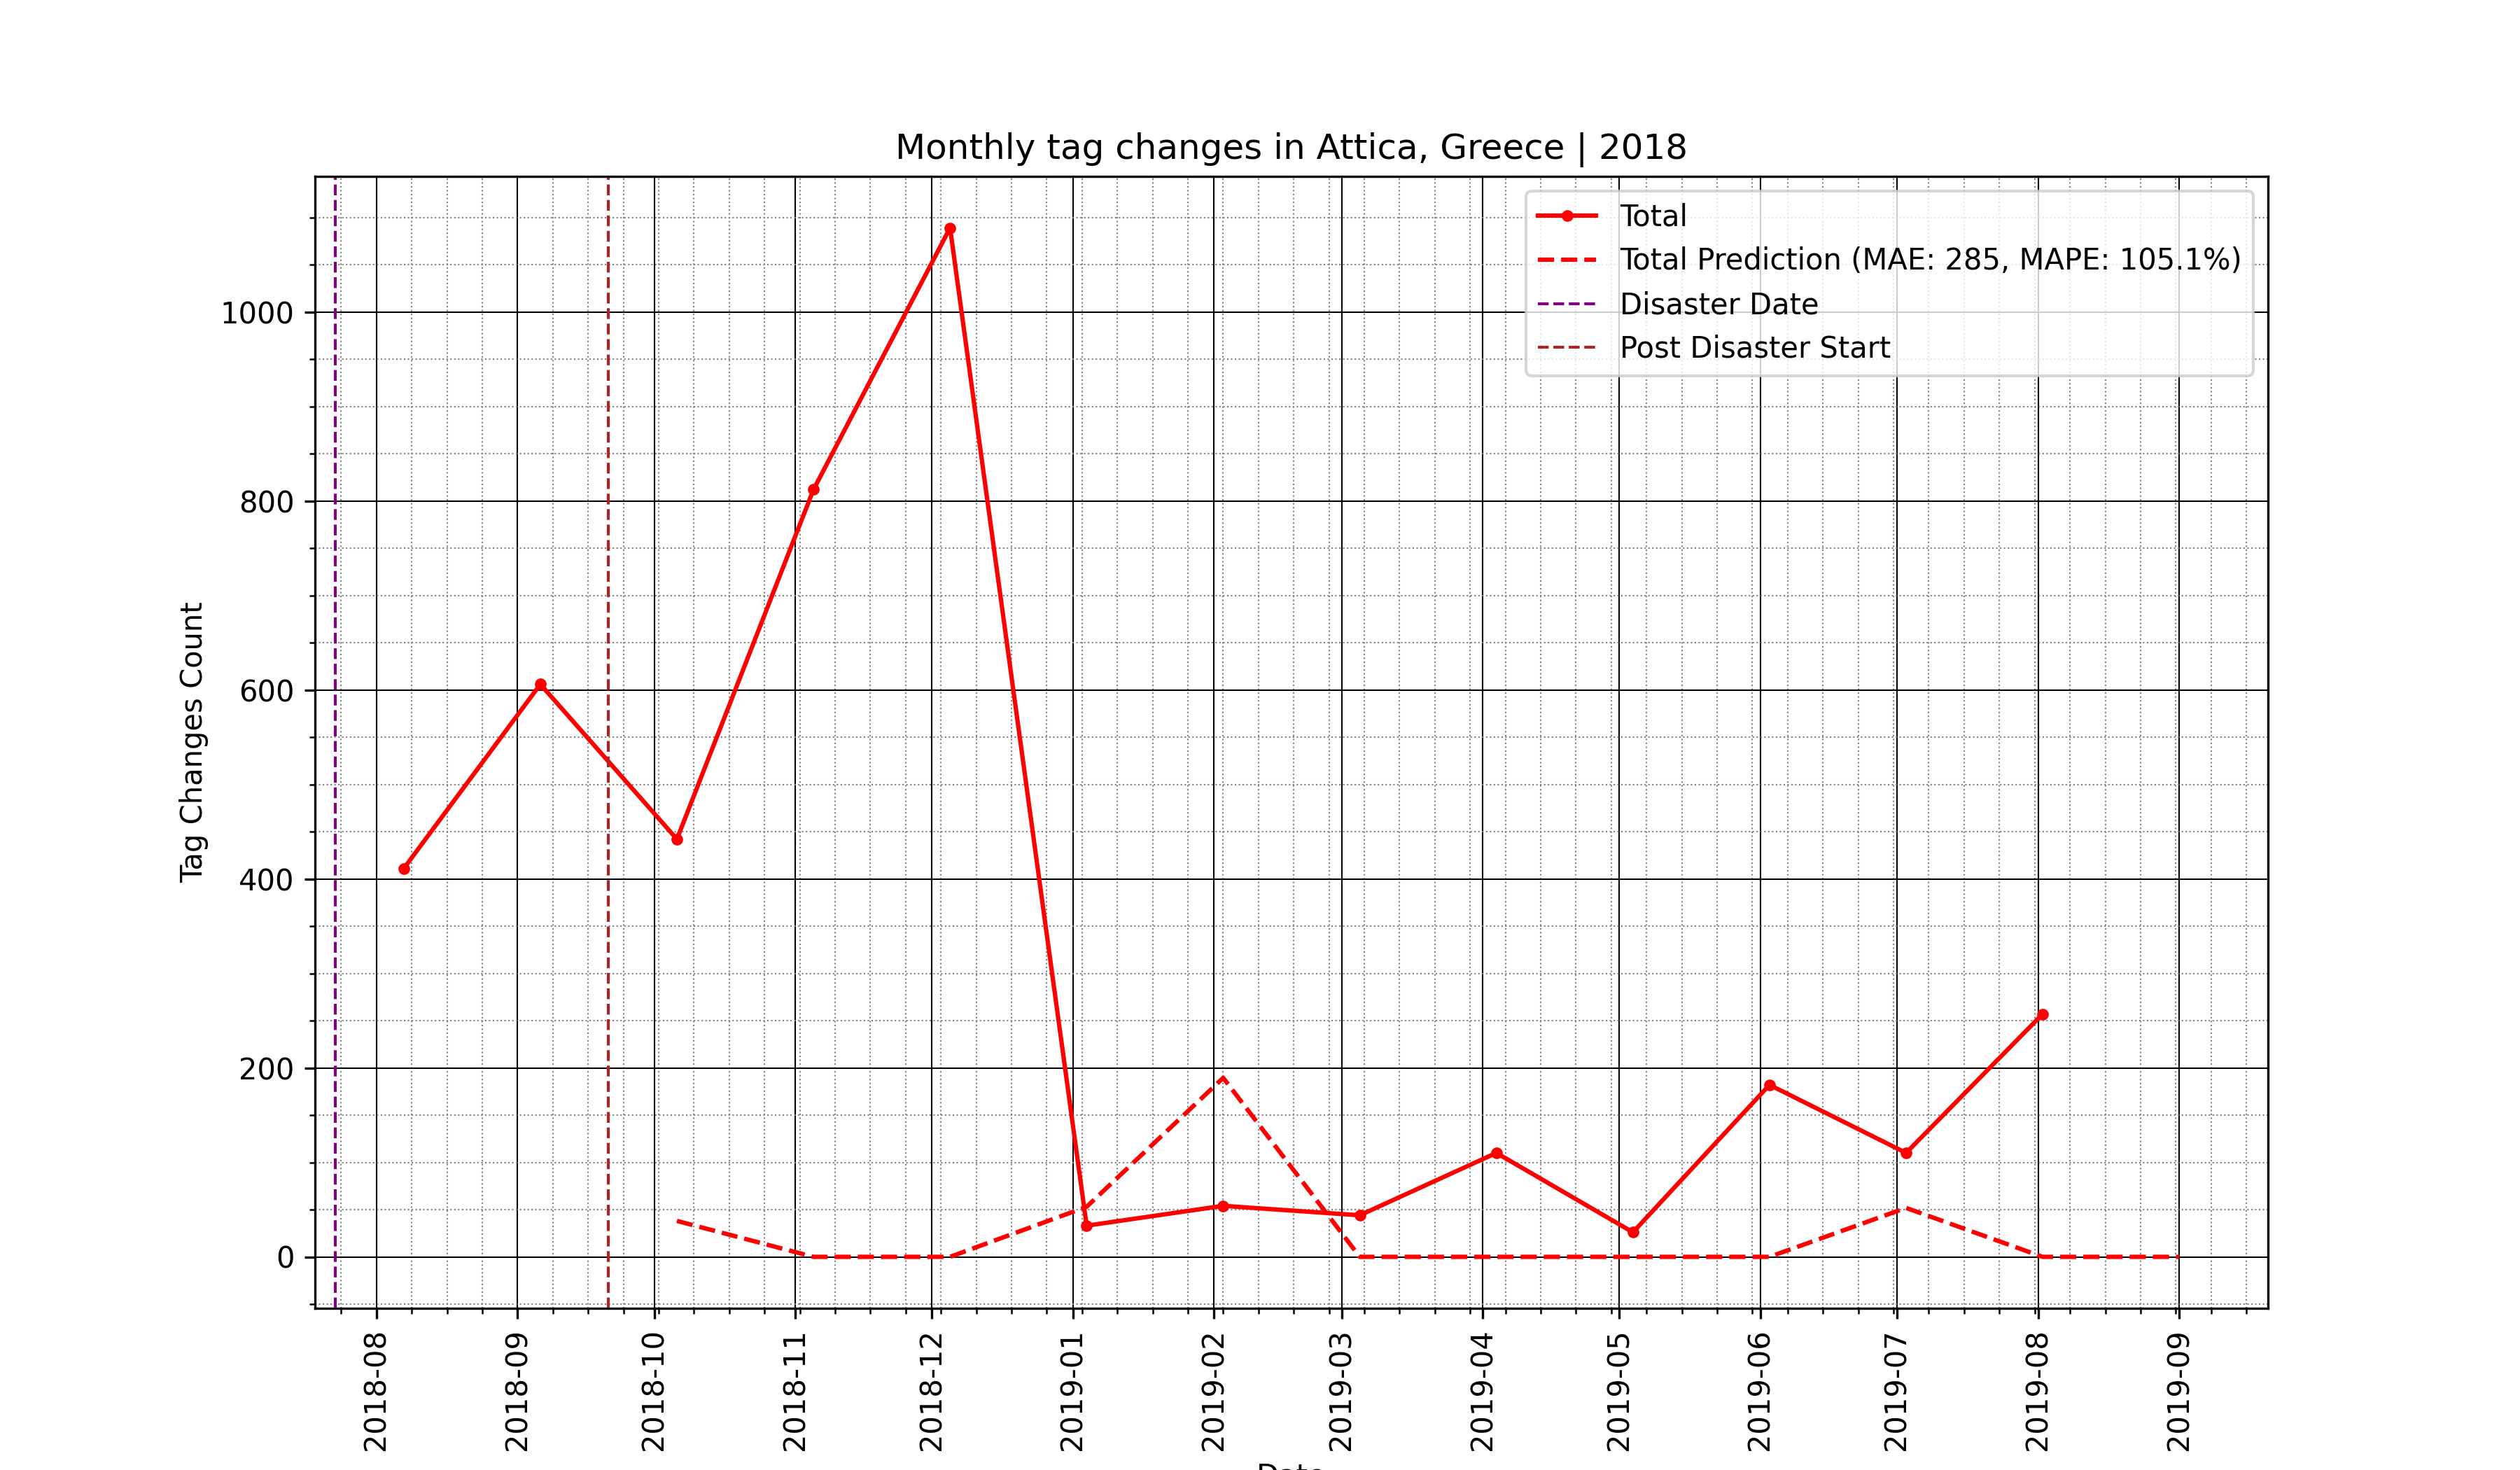 Monthly tag changes in Attica, Greece | 2018
Total
Total Prediction (MAE: 285, MAPE: 105.1%)
Disaster Date
Post Disaster Start
Tag Changes Count
1000
800
600
400
200
0
2018-08
2018-09
2018-10
2018-11
2018-12
2019-01
2019-02
2019-03
2019-04
2019-05
2019-06
2019-07
2019-08
2019-09
Date